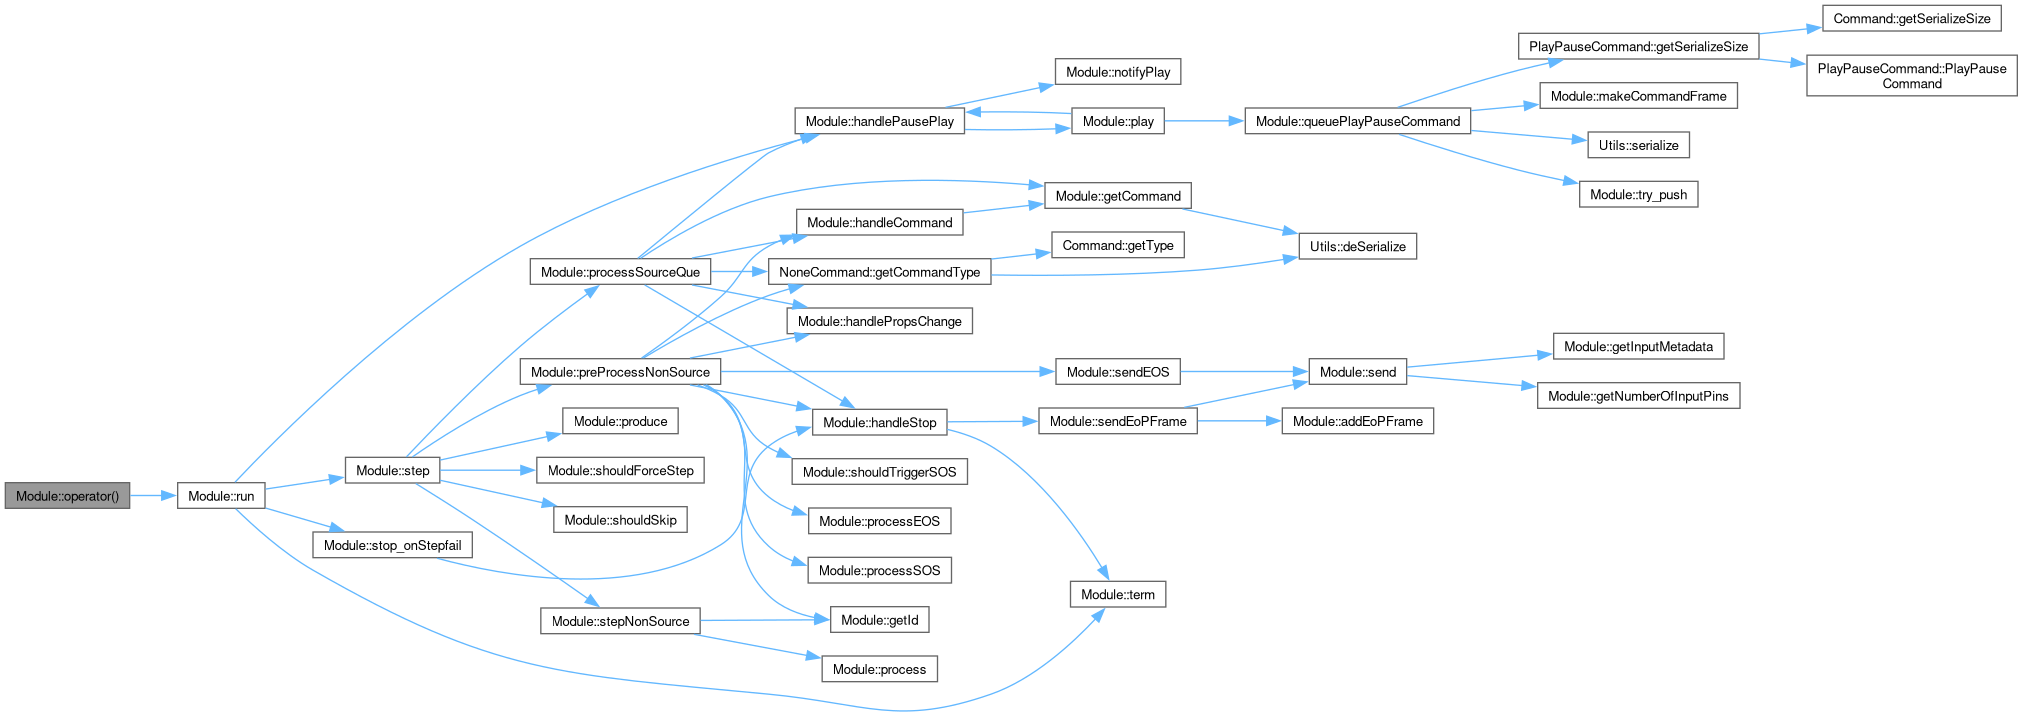 Module::operator()
Module::run
Module::step
Module::stop_onStepfail
Module::processSourceQue
Module::preProcessNonSource
Module::produce
Module::shouldForceStep
Module::shouldSkip
Module::stepNonSource
Module::handlePausePlay
Module::handleCommand
NoneCommand::getCommandType
Module::handlePropsChange
Module::handleStop
Module::shouldTriggerSOS
Module::processEOS
Module::processSOS
Module::getId
Module::process
Module::notifyPlay
Module::play
Module::getCommand
Command::getType
Module::sendEOS
Module::sendEoPFrame
Module::term
Module::queuePlayPauseCommand
Utils::deSerialize
Module::send
Module::addEoPFrame
PlayPauseCommand::getSerializeSize
Module::makeCommandFrame
Utils::serialize
Module::try_push
Module::getInputMetadata
Module::getNumberOfInputPins
Command::getSerializeSize
PlayPauseCommand::PlayPause
Command